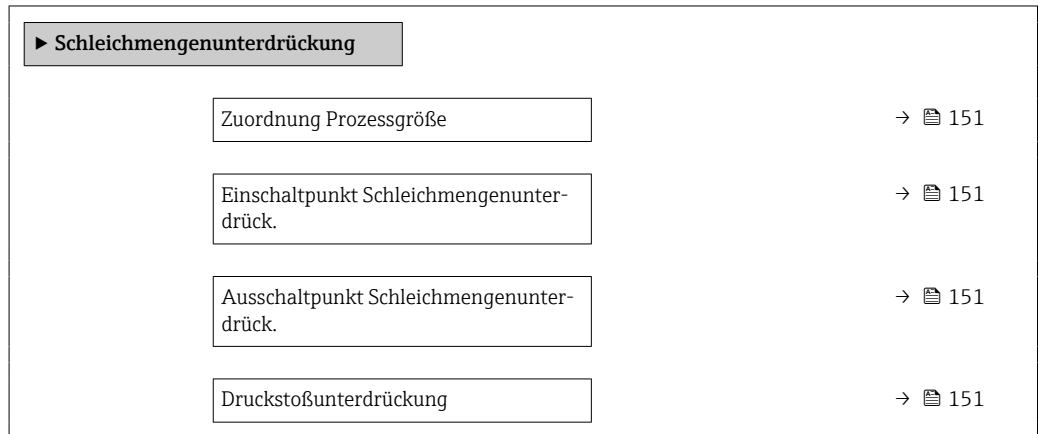 ▶ Schleichmengenunterdrückung
Zuordnung Prozessgröße → 151
Einschaltpunkt Schleichmengenunter-
drück. → 151
Ausschaltpunkt Schleichmengenunter-
drück. → 151
Druckstoßunterdrückung → 151